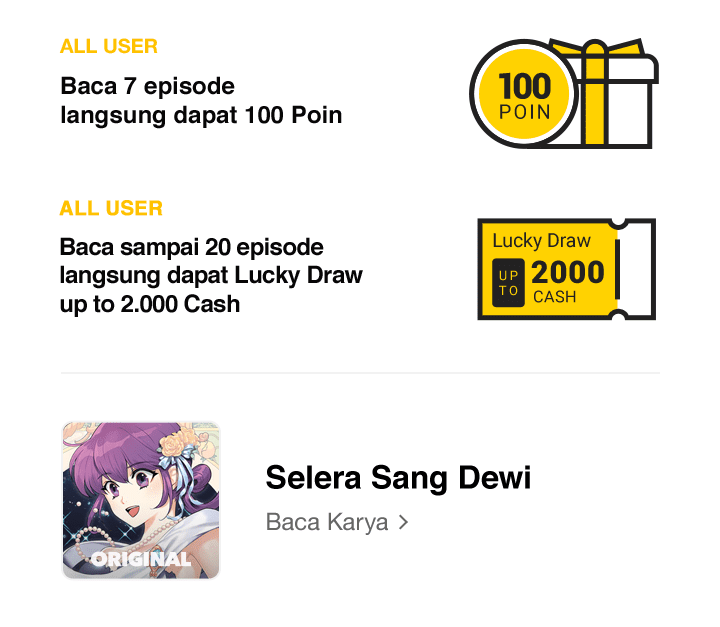 ALL USER
Baca 7 episode
langsung dapat 100 Poin
100
POIN
ALL USER
Baca sampai 20 episode
langsung dapat Lucky Draw
up to 2.000 Cash
Lucky Draw
UP TO
2000
CASH
ORIGINAL
Selera Sang Dewi
Baca Karya